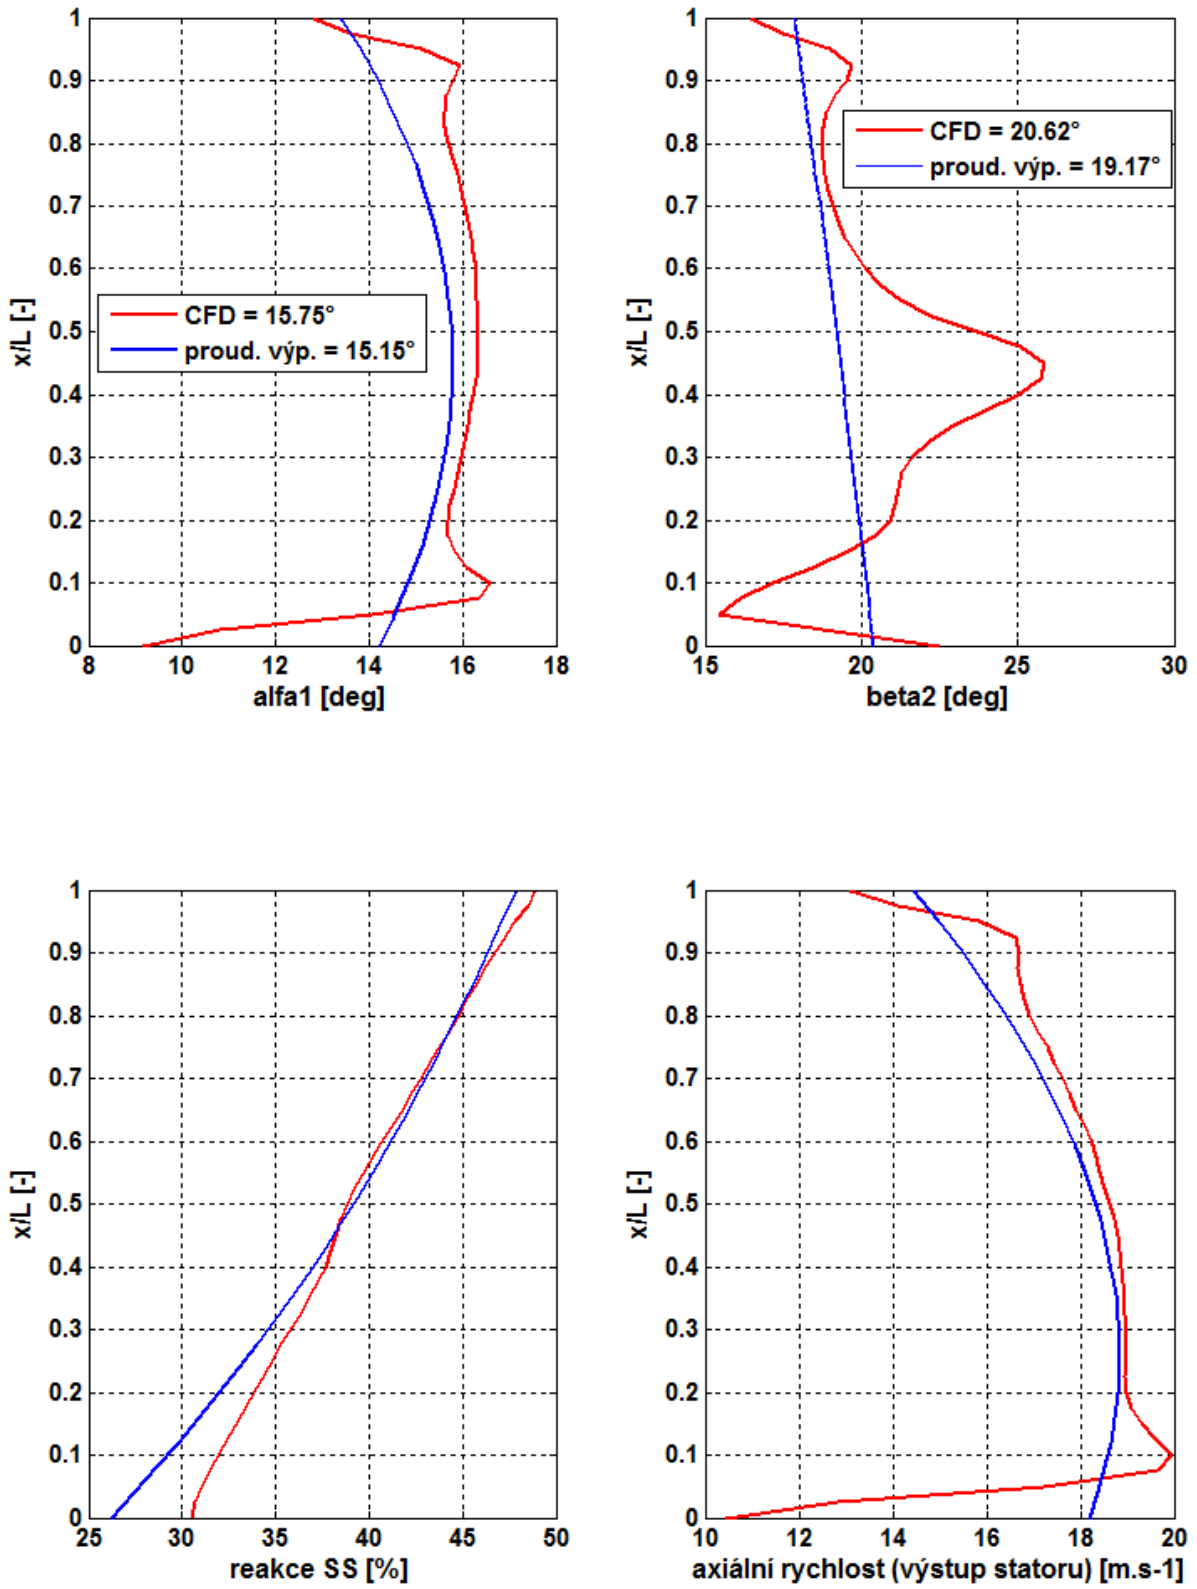 1
0.9
0.8
0.7
0.6
0.5
0.4
0.3
0.2
0.1
0
x/L [-]
CFD = 15.75°
proud. výp. = 15.15°
8 10 12 14 16 18
alfa1 [deg]
1
0.9
0.8
0.7
0.6
0.5
0.4
0.3
0.2
0.1
0
x/L [-]
CFD = 20.62°
proud. výp. = 19.17°
15 20 25 30
beta2 [deg]
1
0.9
0.8
0.7
0.6
0.5
0.4
0.3
0.2
0.1
0
x/L [-]
25 30 35 40 45 50
reakce SS [%]
1
0.9
0.8
0.7
0.6
0.5
0.4
0.3
0.2
0.1
0
x/L [-]
10 12 14 16 18 20
axiální rychlost (výstup statoru) [m.s-1]